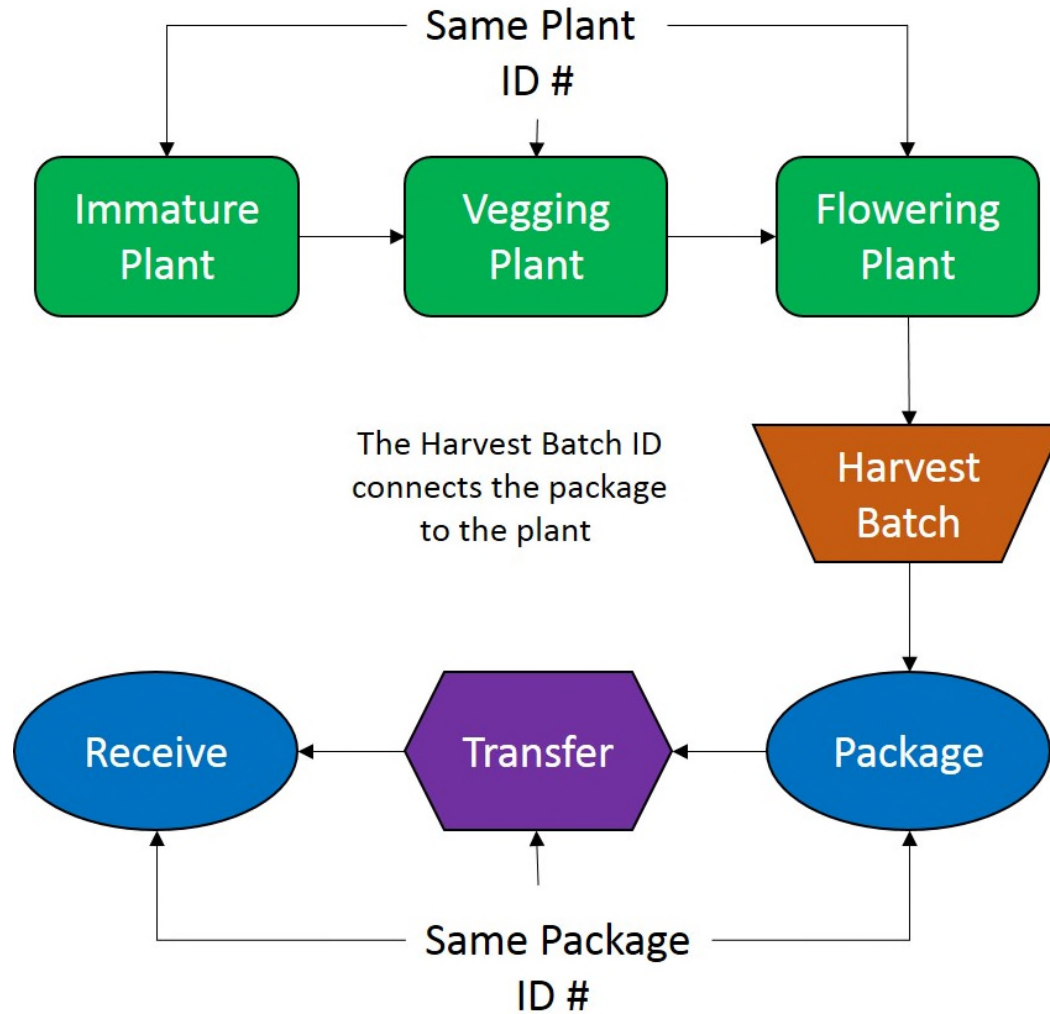 Same Plant
ID #
Immature
Plant
Vegging
Plant
Flowering
Plant
The Harvest Batch ID
connects the package
to the plant
Harvest
Batch
Receive
Transfer
Package
Same Package
ID #